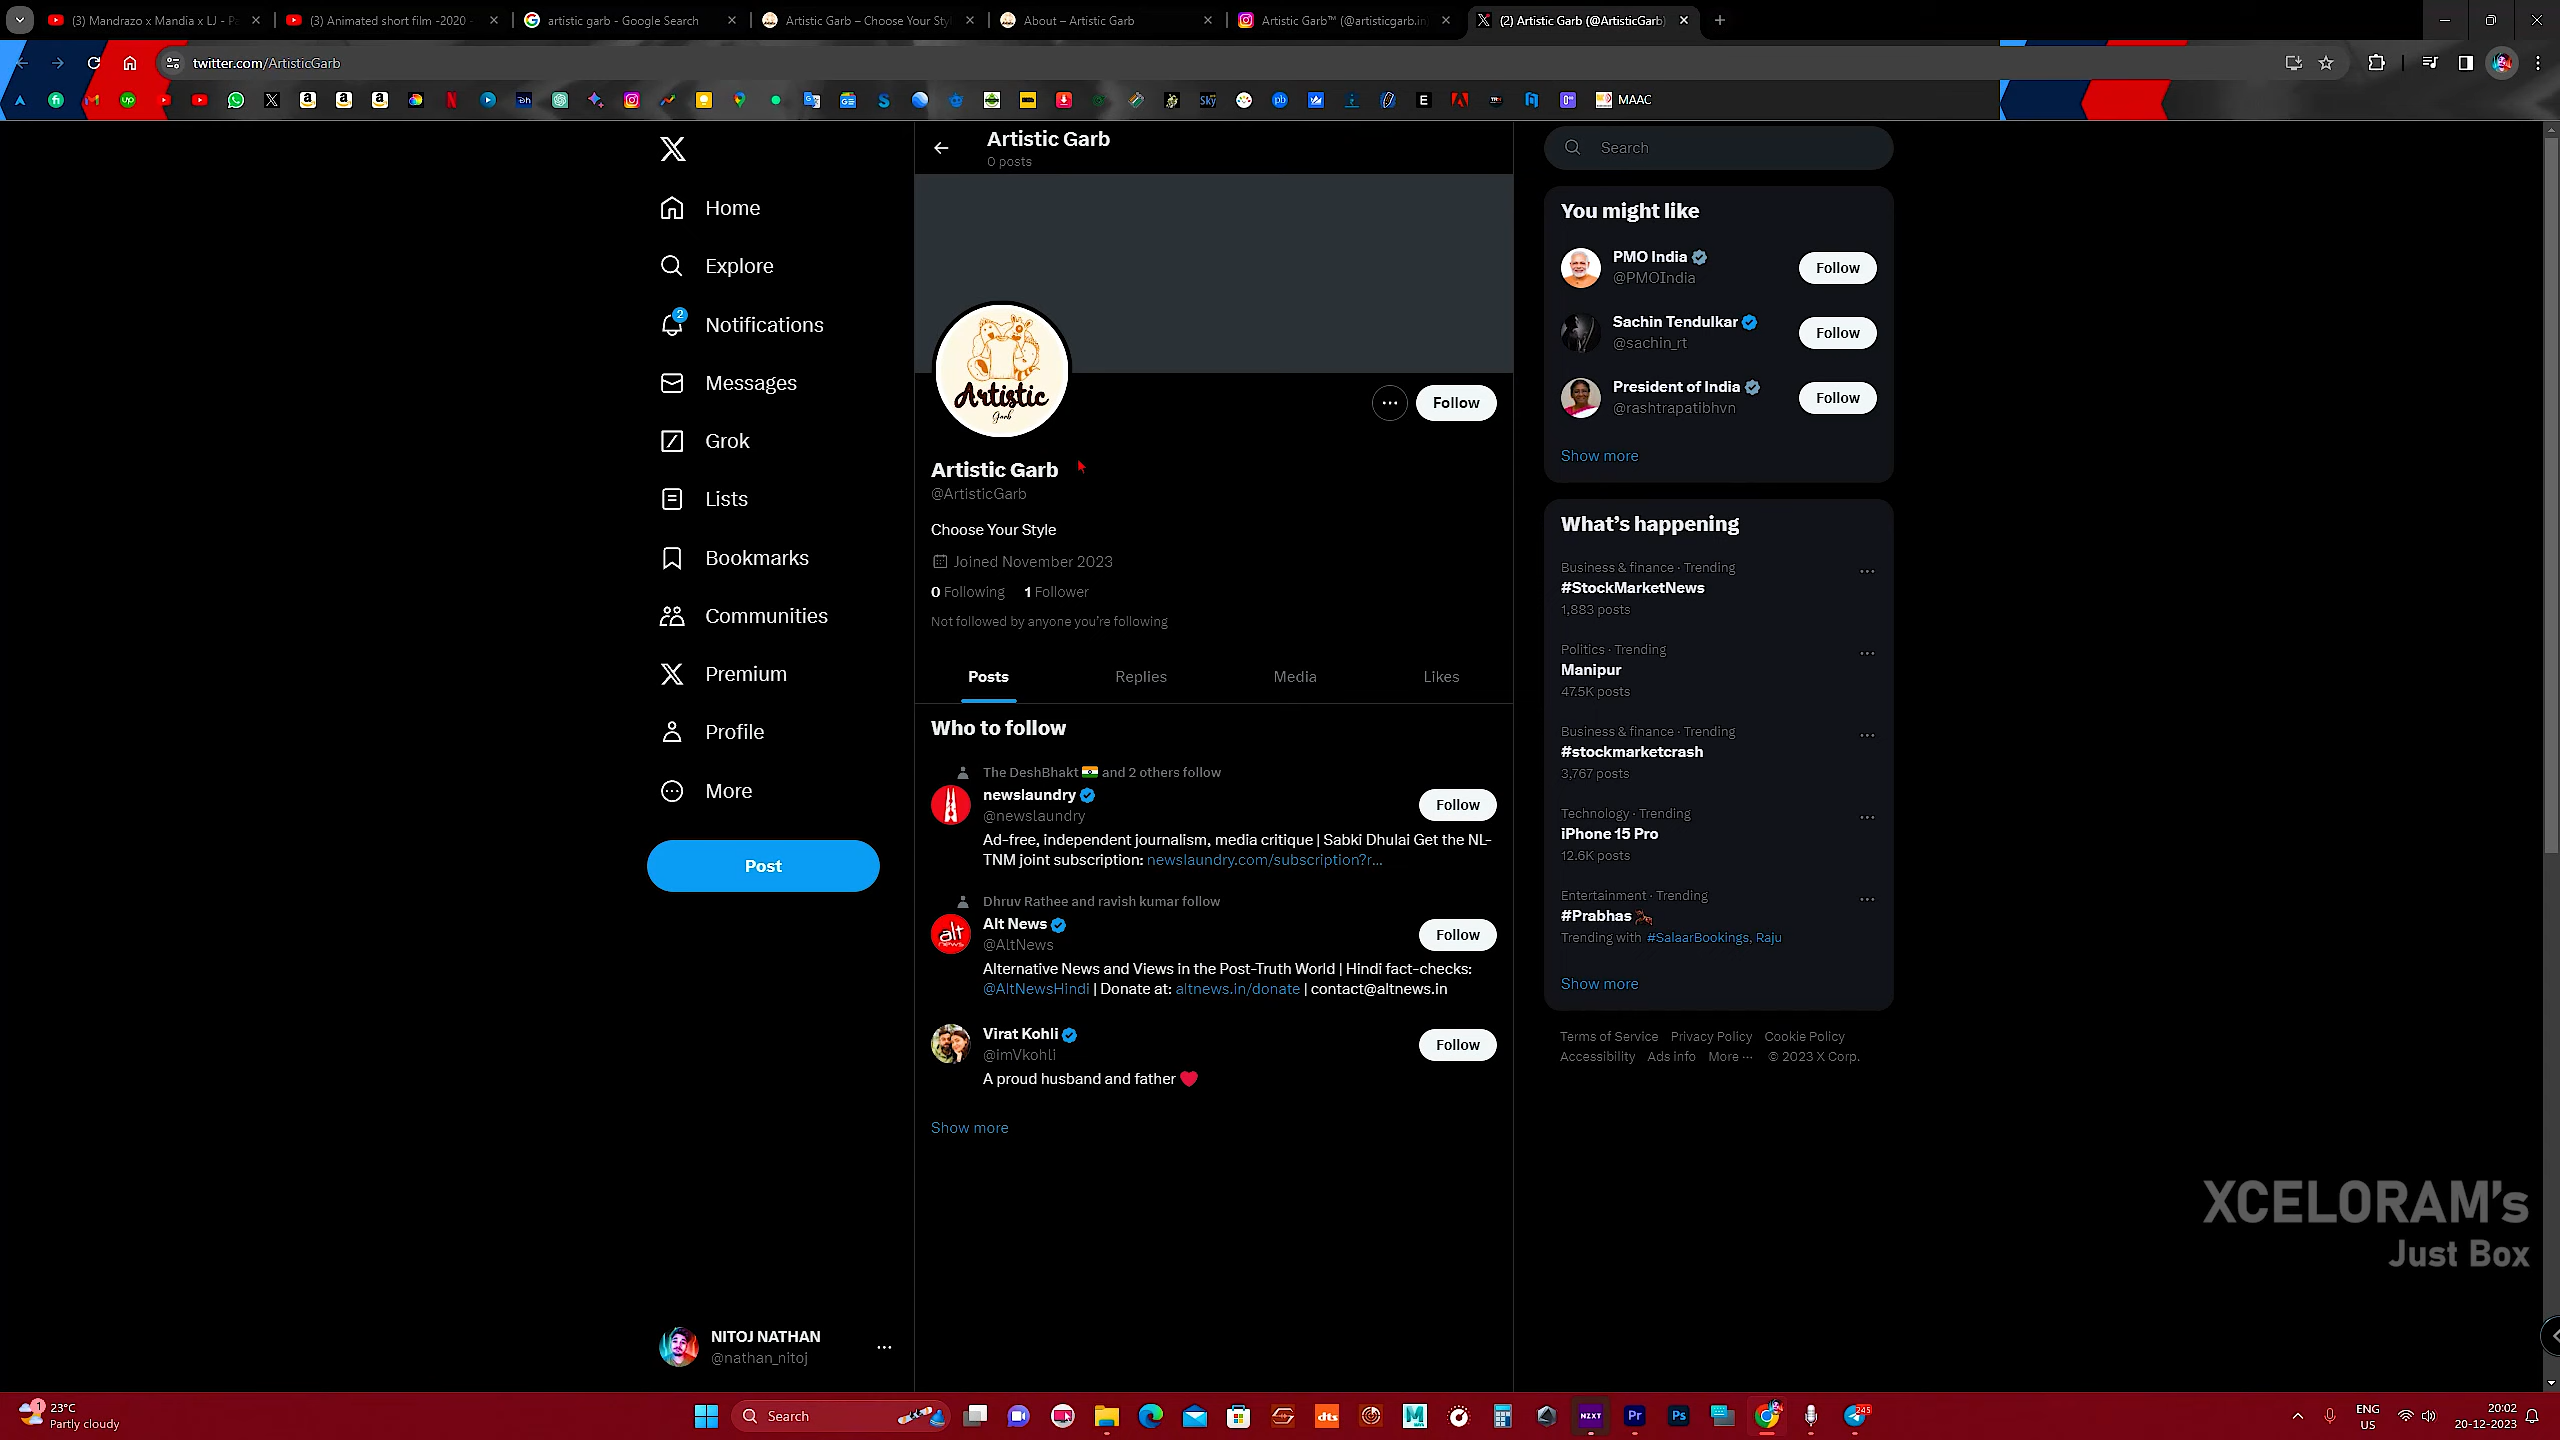 (3) Mandrazo x Mandia x LJ - Pa
(3) Animated short film -2020 -
artistic garb - Google Search
Artistic Garb – Choose Your Styl
About – Artistic Garb
Artistic Garb™ (@artisticgarb.in)
(2) Artistic Garb (@ArtisticGarb)
twitter.com/ArtisticGarb
MAAC
Home
Explore
2
Notifications
Messages
Grok
Lists
Bookmarks
Communities
Premium
Profile
More
Post
NITOJ NATHAN
@nathan_nitoj
Artistic Garb
0 posts
Artistic
Garb
Follow
Artistic Garb
@ArtisticGarb
Choose Your Style
Joined November 2023
0 Following 1 Follower
Not followed by anyone you're following
Posts Replies Media Likes
Who to follow
The DeshBhakt 🇮🇳 and 2 others follow
newslaundry
@newslaundry
Follow
Ad-free, independent journalism, media critique | Sabki Dhulai Get the NL-
TNM joint subscription: newslaundry.com/subscription?r...
Dhruv Rathee and ravish kumar follow
alt
news
Alt News
@AltNews
Follow
Alternative News and Views in the Post-Truth World | Hindi fact-checks:
@AltNewsHindi | Donate at: altnews.in/donate | contact@altnews.in
Virat Kohli
@imVkohli
Follow
A proud husband and father ❤️
Show more
Search
You might like
PMO India
@PMOIndia
Follow
Sachin Tendulkar
@sachin_rt
Follow
President of India
@rashtrapatibhvn
Follow
Show more
What's happening
Business & finance · Trending
#StockMarketNews
1,883 posts
Politics · Trending
Manipur
47.5K posts
Business & finance · Trending
#stockmarketcrash
3,767 posts
Technology · Trending
iPhone 15 Pro
12.6K posts
Entertainment · Trending
#Prabhas
Trending with #SalaarBookings, Raju
Show more
Terms of Service Privacy Policy Cookie Policy
Accessibility Ads info More ··· © 2023 X Corp.
XCELORAM's
Just Box
1
23°C
Partly cloudy
Search
dts
M
NZXT
Pr
Ps
245
ENG
US
20:02
20-12-2023